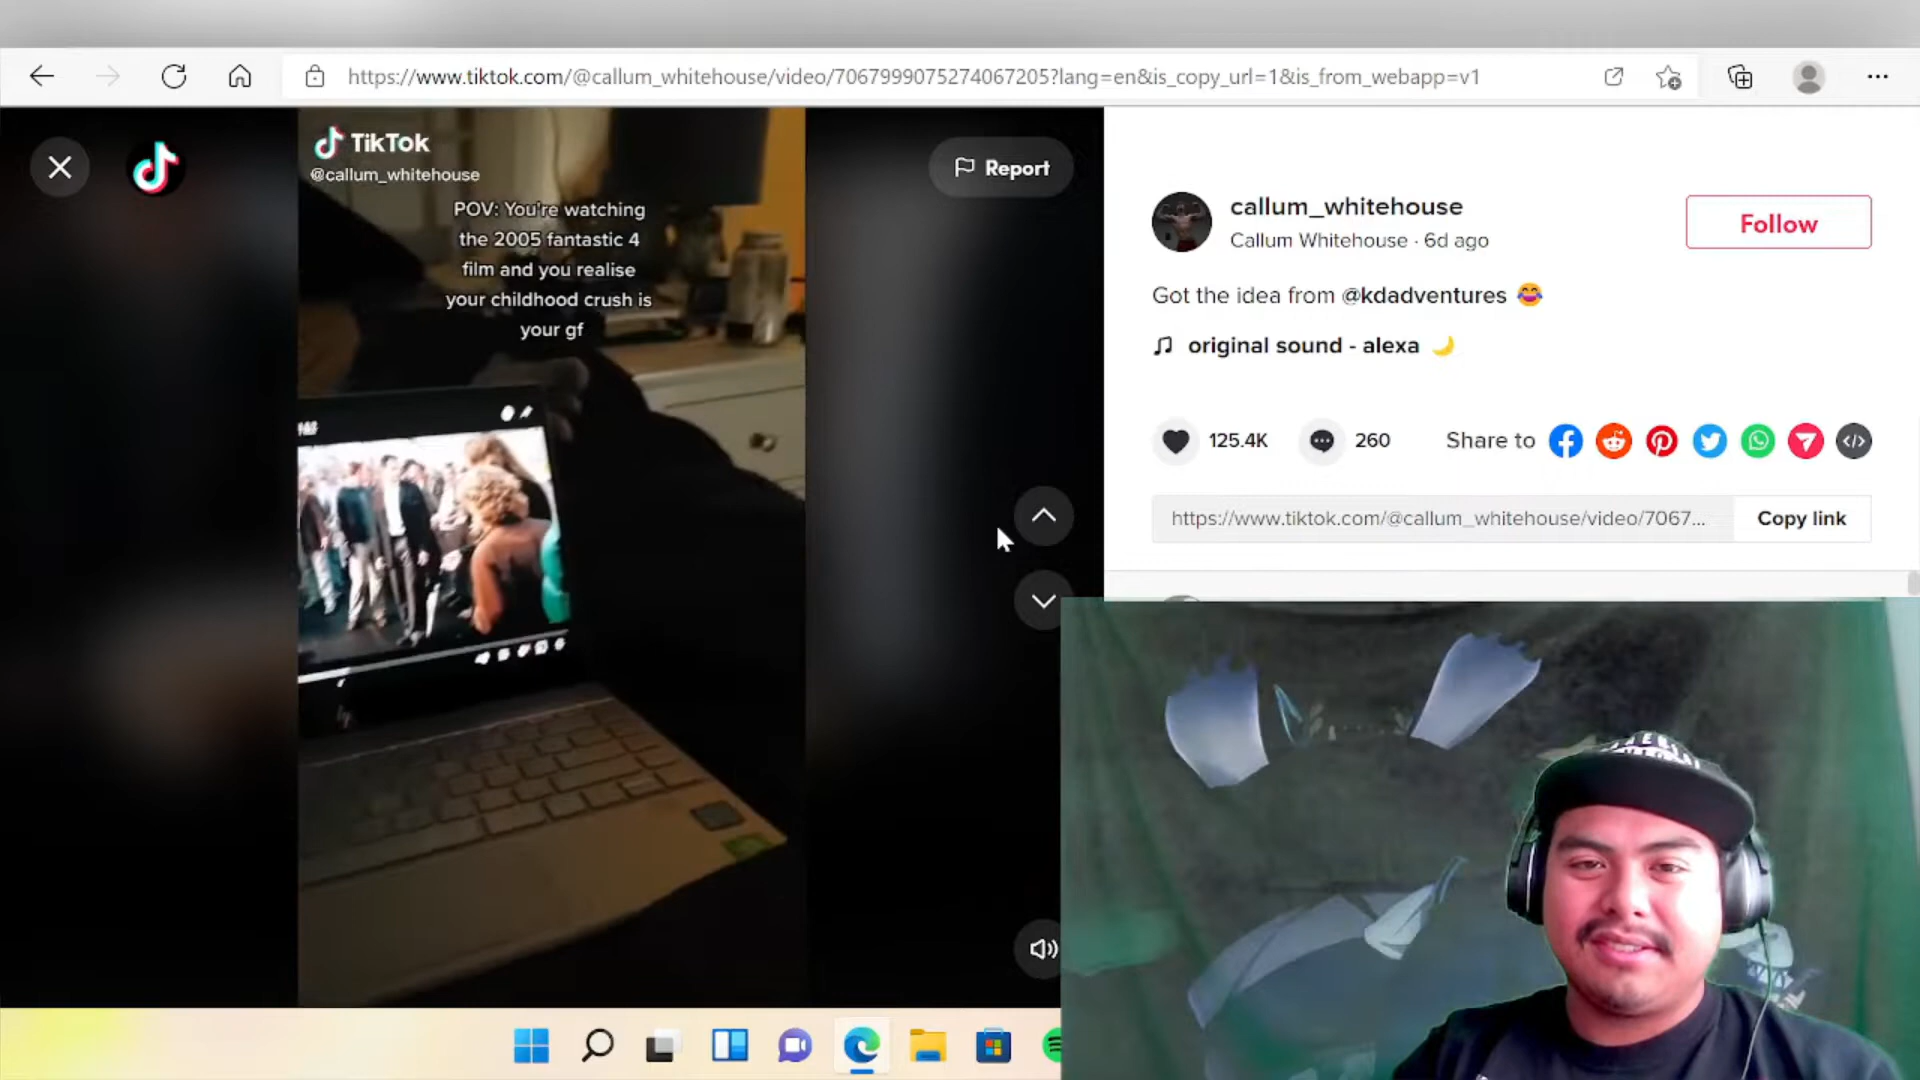 https://www.tiktok.com/@callum_whitehouse/video/7067999075274067205?lang=en&is_copy_url=1&is_from_webapp=v1
TikTok
@callum_whitehouse
POV: You're watching
the 2005 fantastic 4
film and you realise
your childhood crush is
your gf
Report
callum_whitehouse
Callum Whitehouse · 6d ago
Follow
Got the idea from @kdadventures 😂
original sound - alexa 🌙
125.4K
260
Share to
https://www.tiktok.com/@callum_whitehouse/video/7067...
Copy link